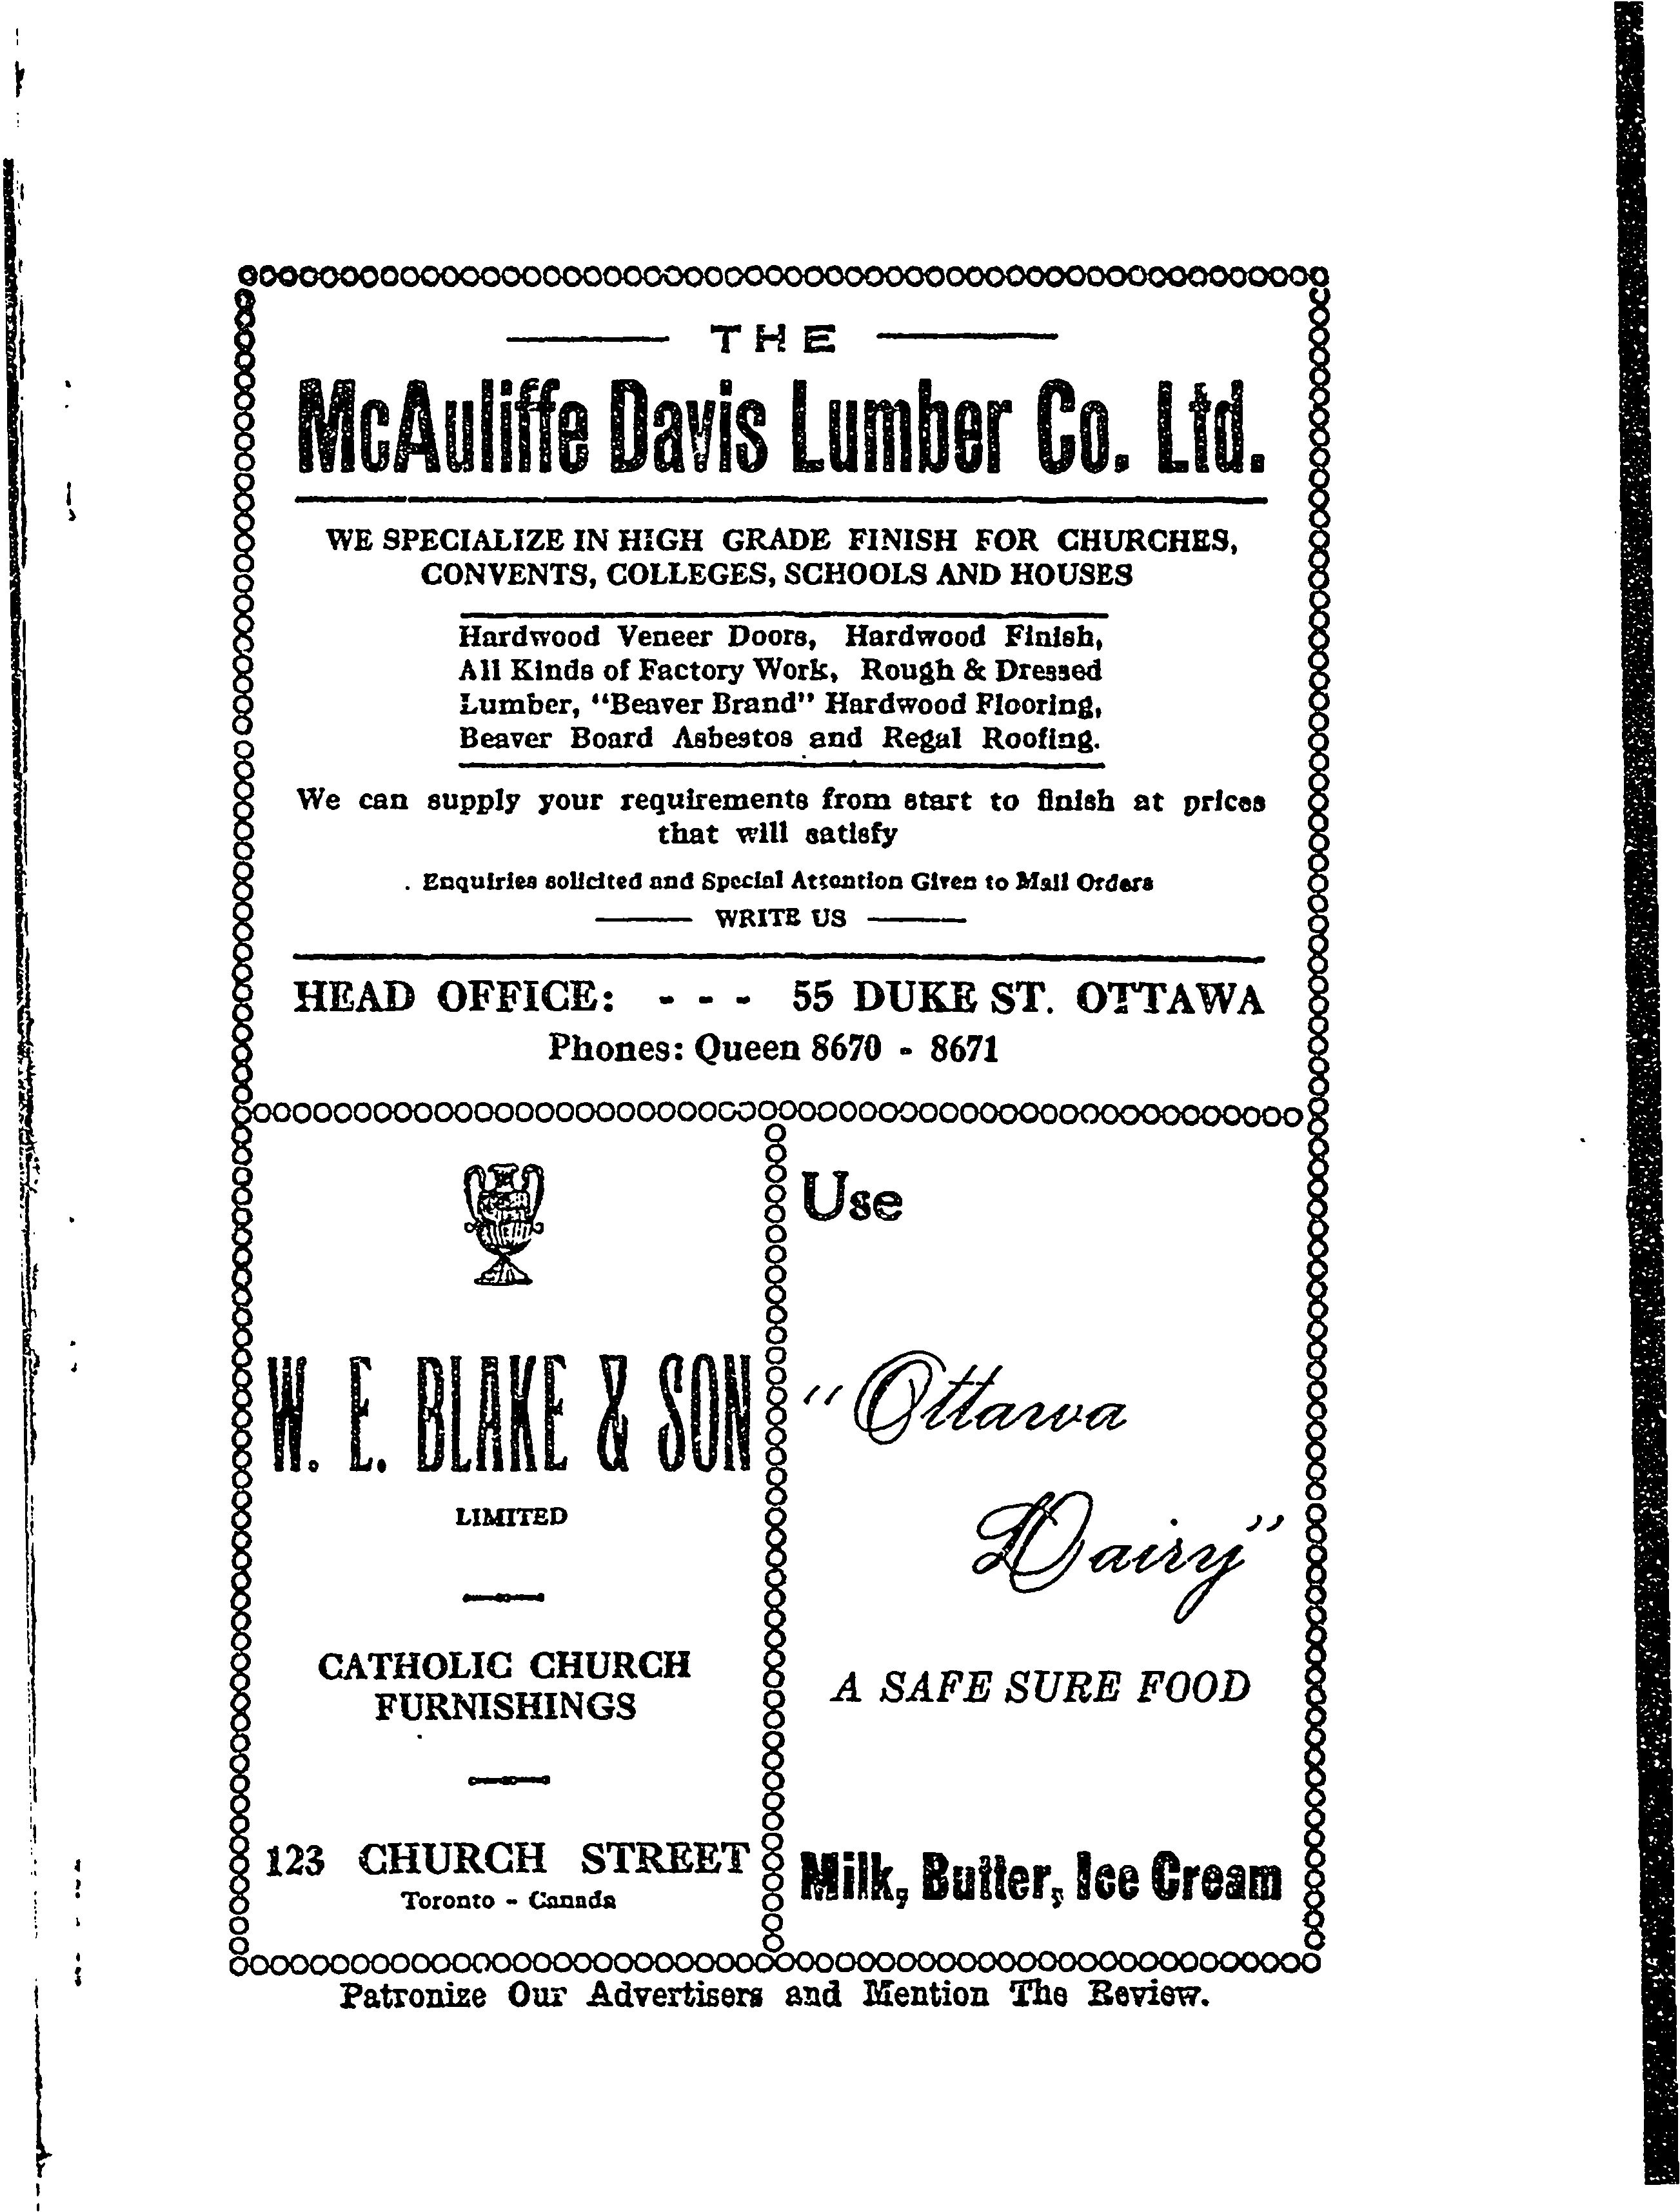 THE
McAuliffe Davis Lumber Co. Ltd.
WE SPECIALIZE IN HIGH GRADE FINISH FOR CHURCHES,
CONVENTS, COLLEGES, SCHOOLS AND HOUSES
Hardwood Veneer Doors, Hardwood Finish,
All Kinds of Factory Work, Rough & Dressed
Lumber, "Beaver Brand" Hardwood Flooring,
Beaver Board Asbestos and Regal Roofing.
We can supply your requirements from start to finish at prices
that will satisfy
Enquiries solicited and Special Attention Given to Mail Orders
WRITE US
HEAD OFFICE: - - - 55 DUKE ST. OTTAWA
Phones: Queen 8670 - 8671
W. E. BLAKE & SON
LIMITED
CATHOLIC CHURCH
FURNISHINGS
123 CHURCH STREET
Toronto - Canada
Use
"Ottawa
Dairy"
A SAFE SURE FOOD
Milk, Butter, Ice Cream
Patronize Our Advertisers and Mention The Review.